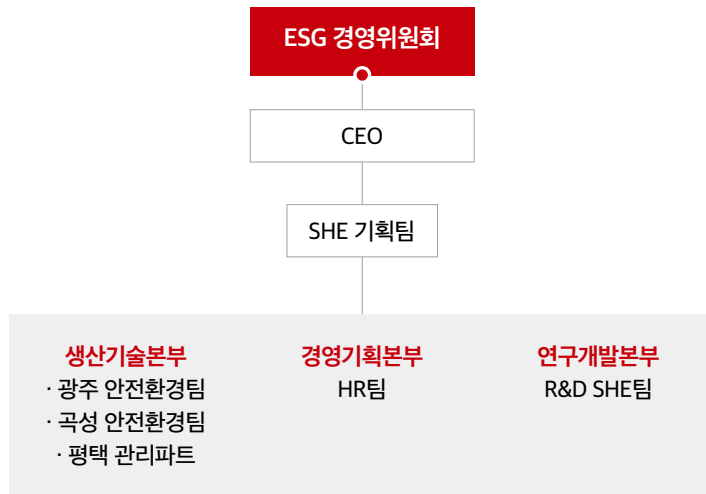 ESG 경영위원회
CEO
SHE 기획팀
생산기술본부
· 광주 안전환경팀
· 곡성 안전환경팀
· 평택 관리파트
경영기획본부
HR팀
연구개발본부
R&D SHE팀